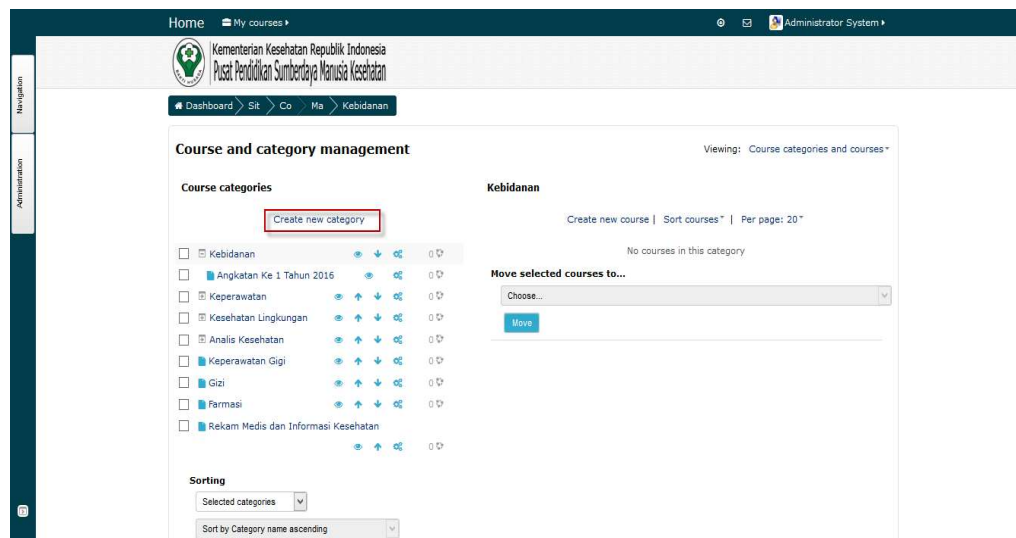 Home My courses Administrator System
Kementerian Kesehatan Republik Indonesia
Pusat Pendidikan Sumberdaya Manusia Kesehatan
Navigation
Administration
Dashboard Sit Co Ma Kebidanan
Course and category management
Viewing: Course categories and courses
Course categories
Create new category
Kebidanan 0
Angkatan Ke 1 Tahun 2016 0
Keperawatan 0
Kesehatan Lingkungan 0
Analis Kesehatan 0
Keperawatan Gigi 0
Gizi 0
Farmasi 0
Rekam Medis dan Informasi Kesehatan
0
Sorting
Selected categories
Sort by Category name ascending
Kebidanan
Create new course | Sort courses | Per page: 20
No courses in this category
Move selected courses to...
Choose...
Move